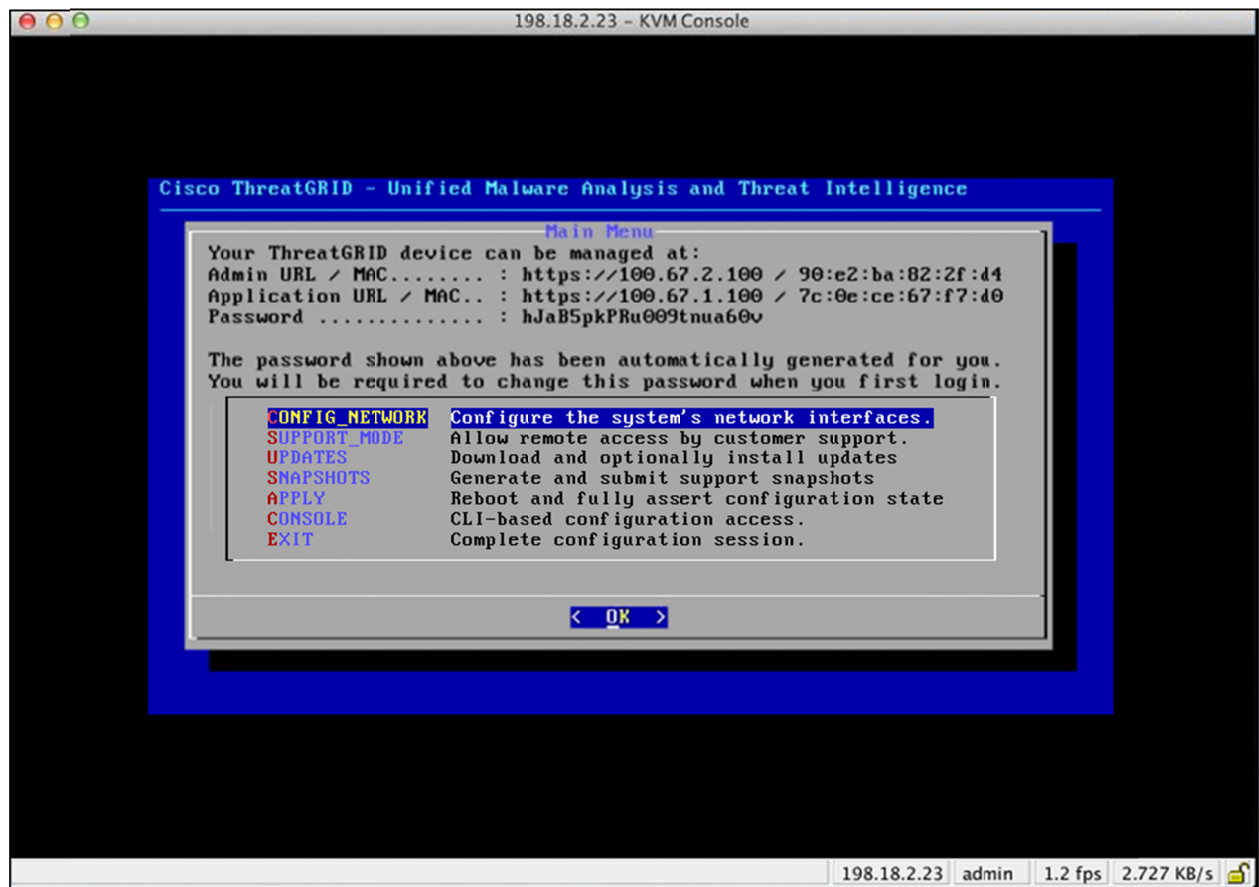 198.18.2.23 – KVM Console
Cisco ThreatGRID - Unified Malware Analysis and Threat Intelligence
Main Menu
Your ThreatGRID device can be managed at:
Admin URL / MAC........ : https://100.67.2.100 / 90:e2:ba:82:2f:d4
Application URL / MAC.. : https://100.67.1.100 / 7c:0e:ce:67:f7:d0
Password .............. : hJaB5pkPRu009tnua60v
The password shown above has been automatically generated for you.
You will be required to change this password when you first login.
CONFIG_NETWORK Configure the system's network interfaces.
SUPPORT_MODE Allow remote access by customer support.
UPDATES Download and optionally install updates
SNAPSHOTS Generate and submit support snapshots
APPLY Reboot and fully assert configuration state
CONSOLE CLI-based configuration access.
EXIT Complete configuration session.
< OK >
198.18.2.23 admin 1.2 fps 2.727 KB/s